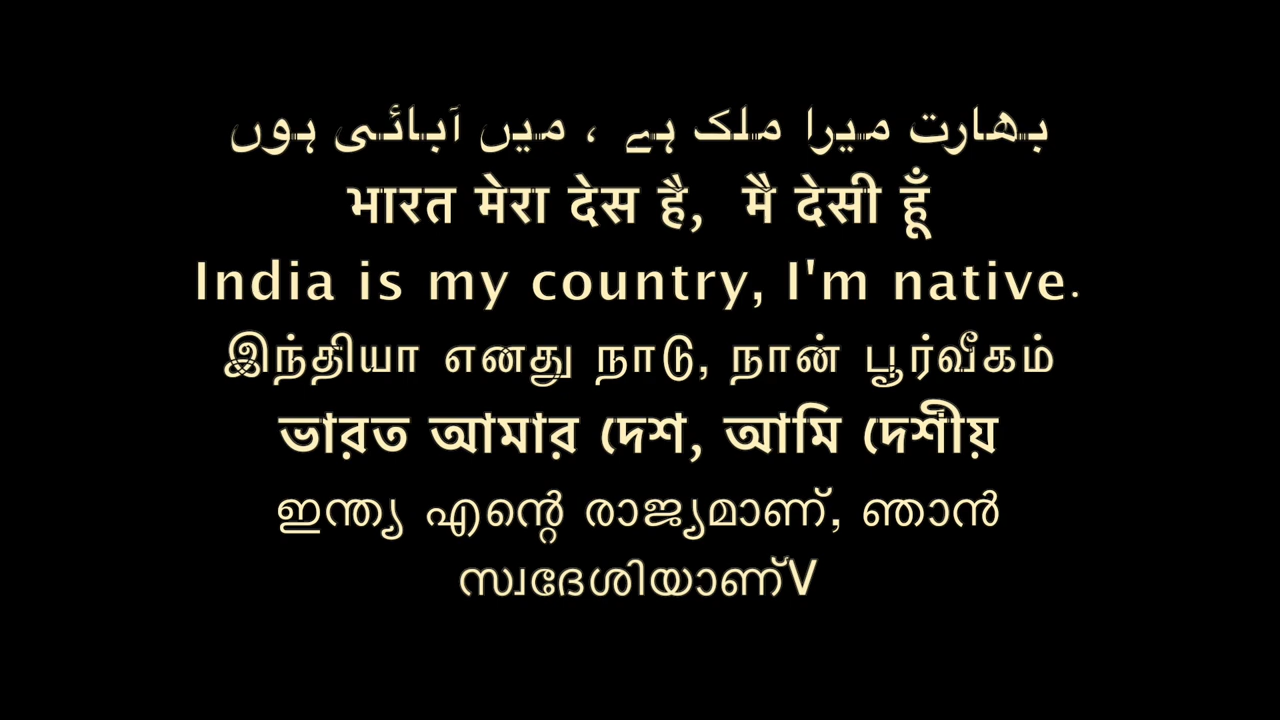 بھارت میرا ملک ہے ، میں آبائی ہوں
भारत मेरा देस है, मै देसी हूँ
India is my country, I'm native.
இந்தியா எனது நாடு, நான் பூர்வீகம்
ভারত আমার দেশ, আমি দেশীয়
ഇന്ത്യ എന്റെ രാജ്യമാണ്, ഞാൻ
സ്വദേശിയാണ്V